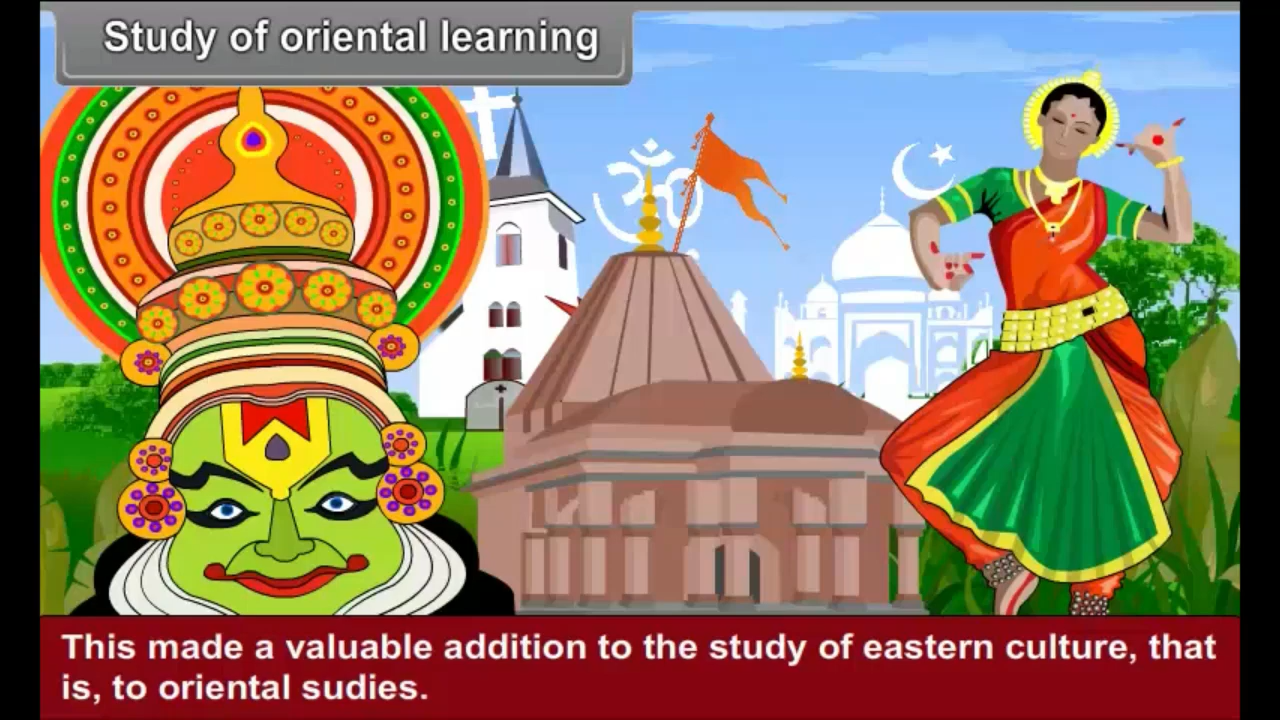 Study of oriental learning
ॐ
This made a valuable addition to the study of eastern culture, that
is, to oriental sudies.